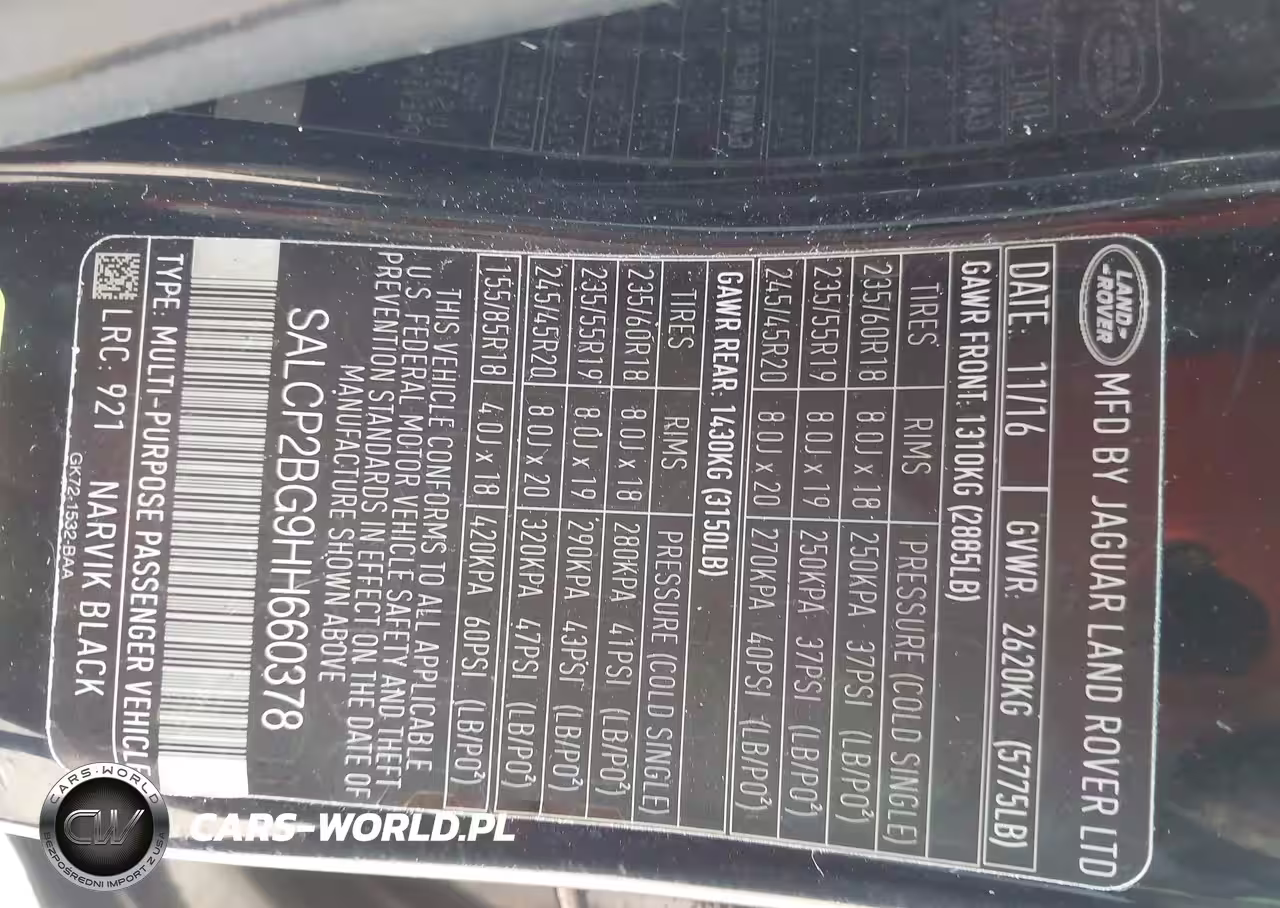 LAND-
-ROVER
MFD BY JAGUAR LAND ROVER LTD
DATE: 11/16 GVWR: 2620KG (5775LB)
GAWR FRONT: 1310KG (2885LB)
TIRES RIMS PRESSURE (COLD SINGLE)
235/60R18 8.0J x 18 250KPA 37PSI (LB/PO²)
235/55R19 8.0J x 19 250KPA 37PSI (LB/PO²)
245/45R20 8.0J x 20 270KPA 40PSI (LB/PO²)
GAWR REAR: 1430KG (3150LB)
TIRES RIMS PRESSURE (COLD SINGLE)
235/60R18 8.0J x 18 280KPA 41PSI (LB/PO²)
235/55R19 8.0J x 19 290KPA 43PSI (LB/PO²)
245/45R20 8.0J x 20 320KPA 47PSI (LB/PO²)
155/85R18 4.0J x 18 420KPA 60PSI (LB/PO²)
THIS VEHICLE CONFORMS TO ALL APPLICABLE
U.S. FEDERAL MOTOR VEHICLE SAFETY AND THEFT
PREVENTION STANDARDS IN EFFECT ON THE DATE OF
MANUFACTURE SHOWN ABOVE
SALCP2BG9HH660378
TYPE: MULTI-PURPOSE PASSENGER VEHICLE
LRC: 921 NARVIK BLACK
GK72-1532-BAA
CARS-WORLD
CW
BEZPOŚREDNI IMPORT Z USA
CARS-WORLD.PL